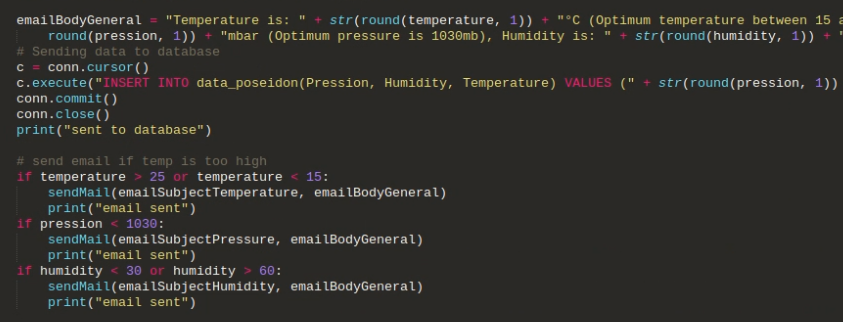 emailBodyGeneral = "Temperature is: " + str(round(temperature, 1)) + "°C (Optimum temperature between 15
    round(pression, 1)) + "mbar (Optimum pressure is 1030mb), Humidity is: " + str(round(humidity, 1)) + "
# Sending data to database
c = conn.cursor()
c.execute("INSERT INTO data_poseidon(Pression, Humidity, Temperature) VALUES (" + str(round(pression, 1))
conn.commit()
conn.close()
print("sent to database")
# send email if temp is too high
if temperature > 25 or temperature < 15:
    sendMail(emailSubjectTemperature, emailBodyGeneral)
    print("email sent")
if pression < 1030:
    sendMail(emailSubjectPressure, emailBodyGeneral)
    print("email sent")
if humidity < 30 or humidity > 60:
    sendMail(emailSubjectHumidity, emailBodyGeneral)
    print("email sent")